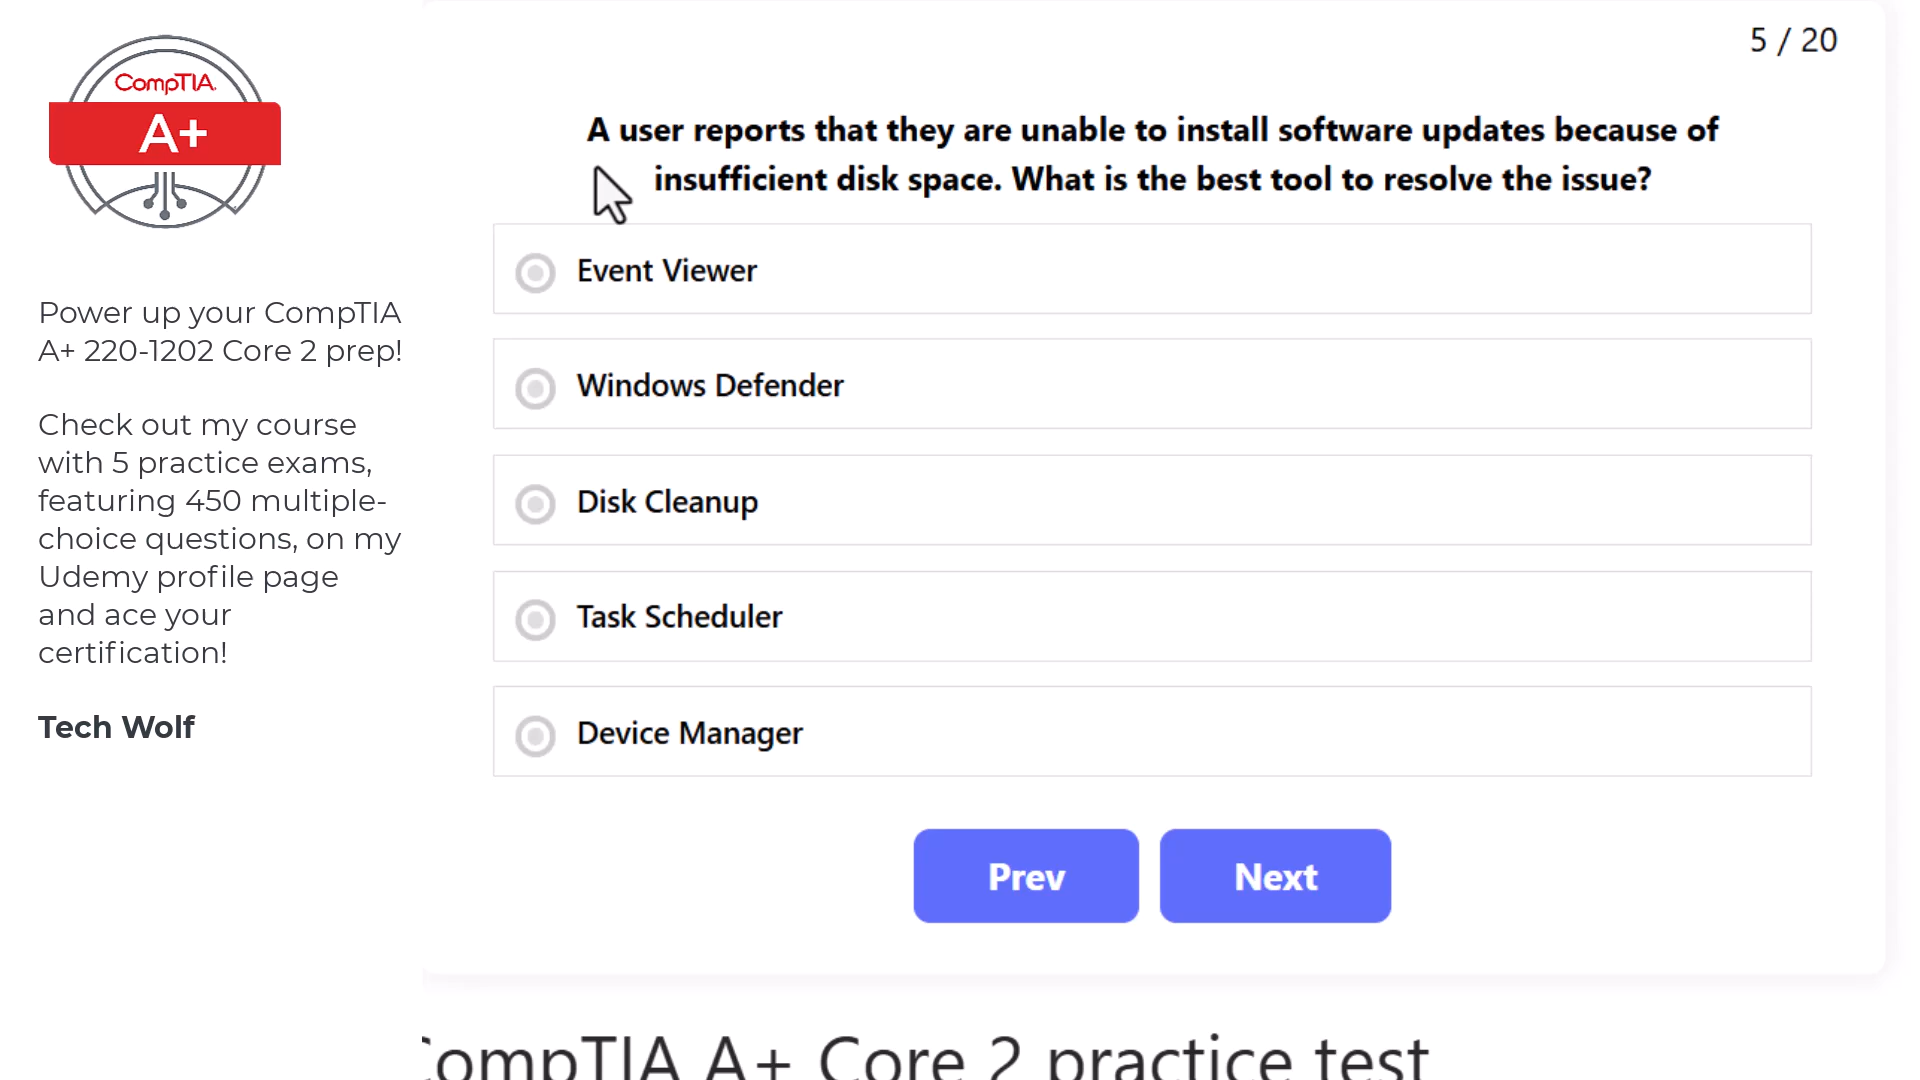 CompTIA.
A+
Power up your CompTIA
A+ 220-1202 Core 2 prep!
Check out my course
with 5 practice exams,
featuring 450 multiple-
choice questions, on my
Udemy profile page
and ace your
certification!
Tech Wolf
5 / 20
A user reports that they are unable to install software updates because of
insufficient disk space. What is the best tool to resolve the issue?
Event Viewer
Windows Defender
Disk Cleanup
Task Scheduler
Device Manager
Prev
Next
CompTIA A+ Core 2 practice test